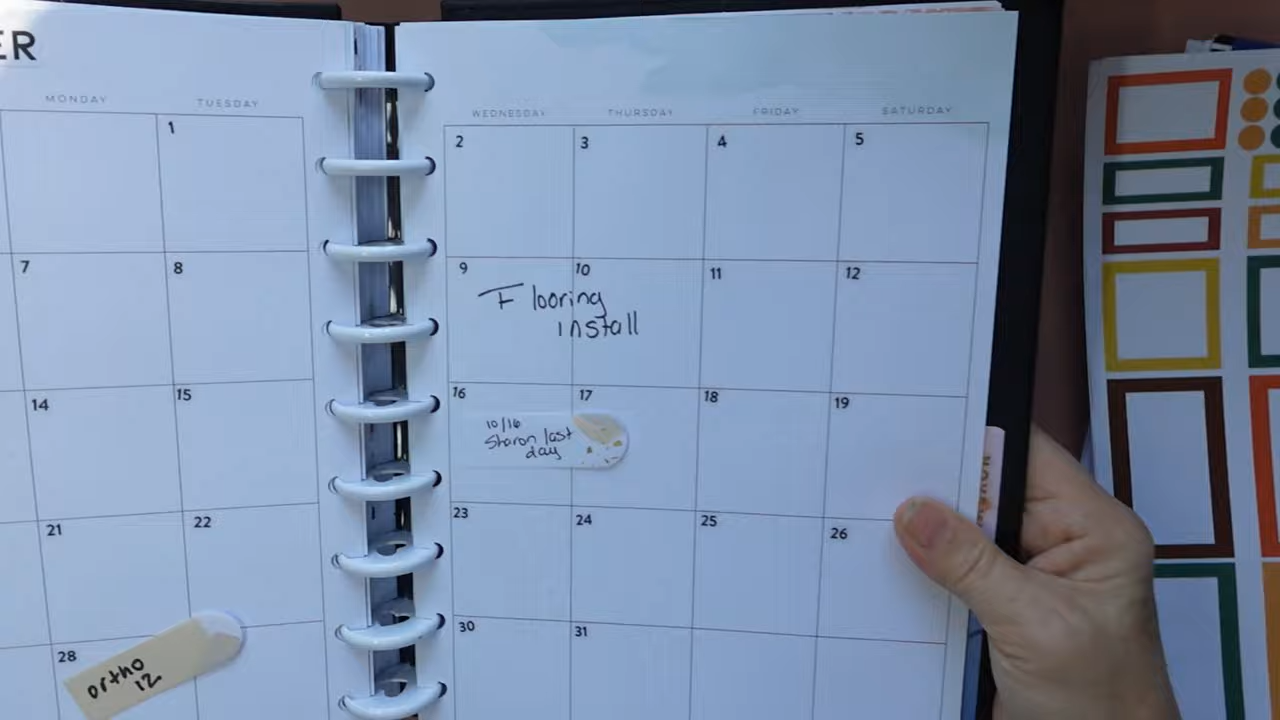 ER
MONDAY TUESDAY WEDNESDAY THURSDAY FRIDAY SATURDAY
1 2 3 4 5
7 8 9 10 11 12
Flooring
install
14 15 16 17 18 19
10/16
Sharon last
day
21 22 23 24 25 26
28 30 31
ortho
12